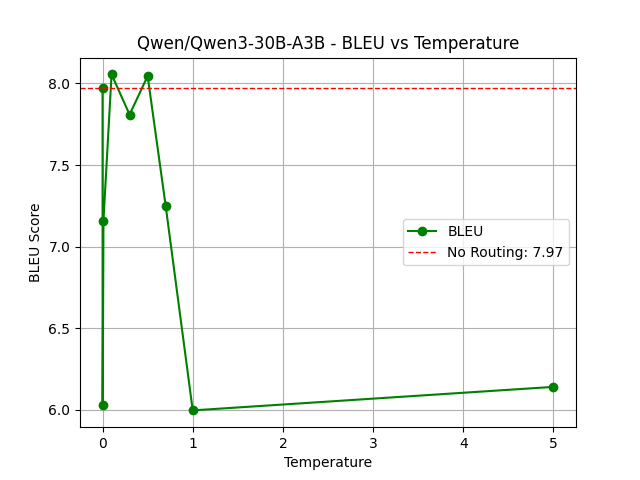 Qwen/Qwen3-30B-A3B - BLEU vs Temperature
BLEU Score
8.0
7.5
7.0
6.5
6.0
BLEU
No Routing: 7.97
0 1 2 3 4 5
Temperature